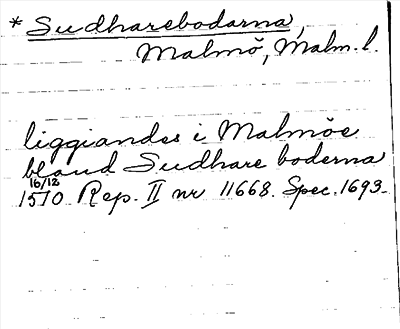 * Sudharebodarna,
Malmö, Malm. l.
liggiandes i Malmöe
bland Sudhare boderna
16/12
1510 Rep. II nr 11668. Spec. 1693.